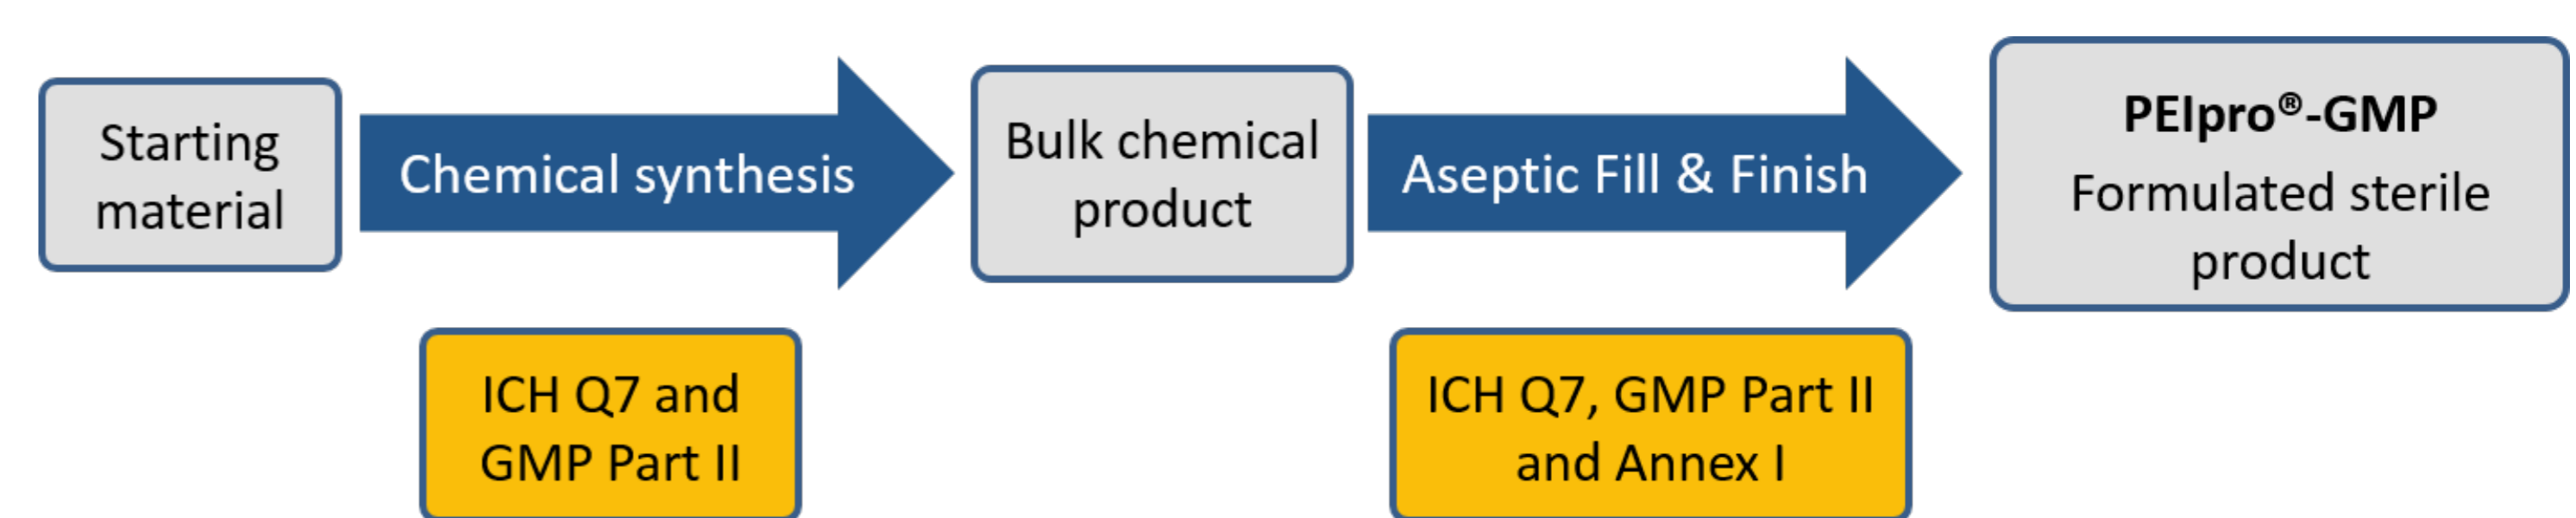 Starting
material
Chemical synthesis
Bulk chemical
product
Aseptic Fill & Finish
PEIpro®-GMP
Formulated sterile
product
ICH Q7 and
GMP Part II
ICH Q7, GMP Part II
and Annex I